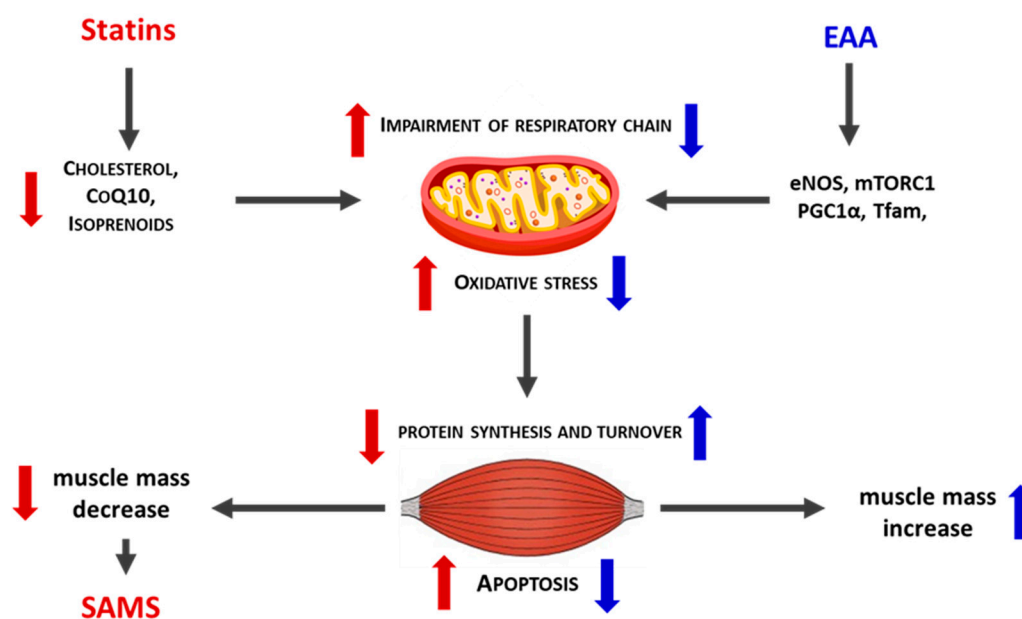 Statins
EAA
IMPAIRMENT OF RESPIRATORY CHAIN
CHOLESTEROL,
COQ10,
ISOPRENOIDS
eNOS, mTORC1
PGC1α, Tfam,
OXIDATIVE STRESS
PROTEIN SYNTHESIS AND TURNOVER
muscle mass
decrease
muscle mass
increase
APOPTOSIS
SAMS